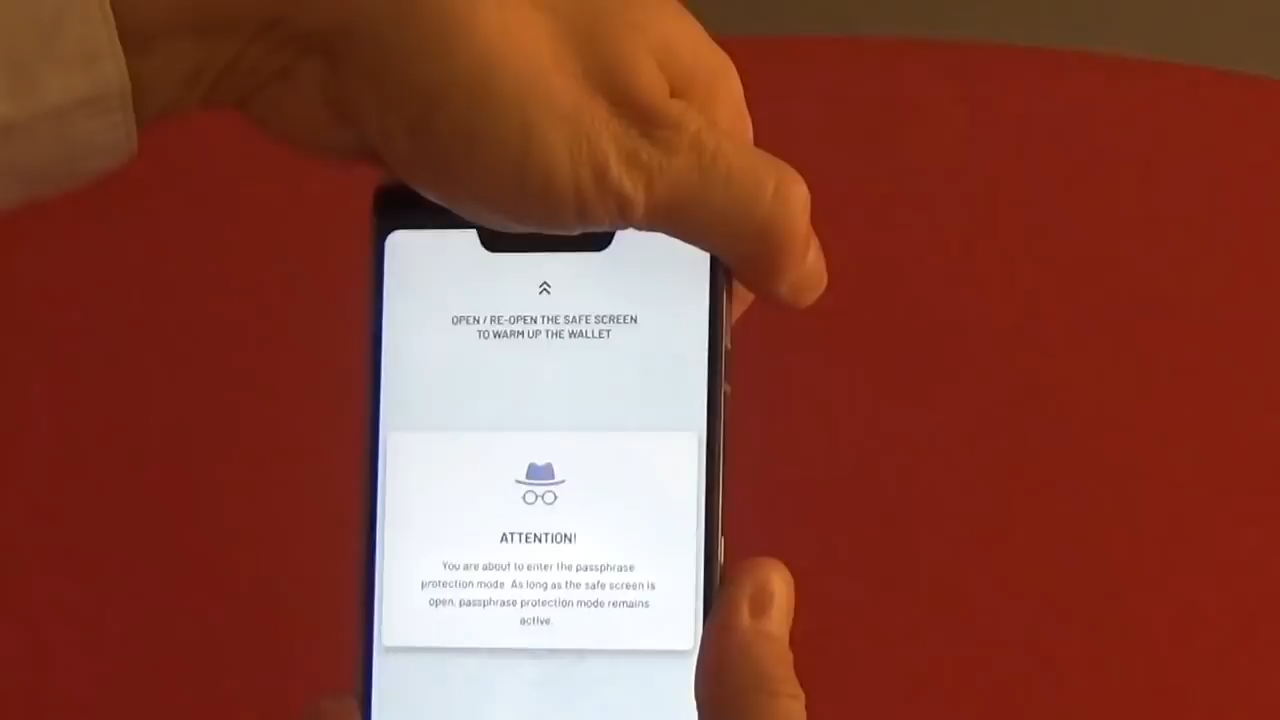 OPEN / RE-OPEN THE SAFE SCREEN
TO WARM UP THE WALLET
ATTENTION!
You are about to enter the passphrase
protection mode. As long as the safe screen is
open, passphrase protection mode remains
active.